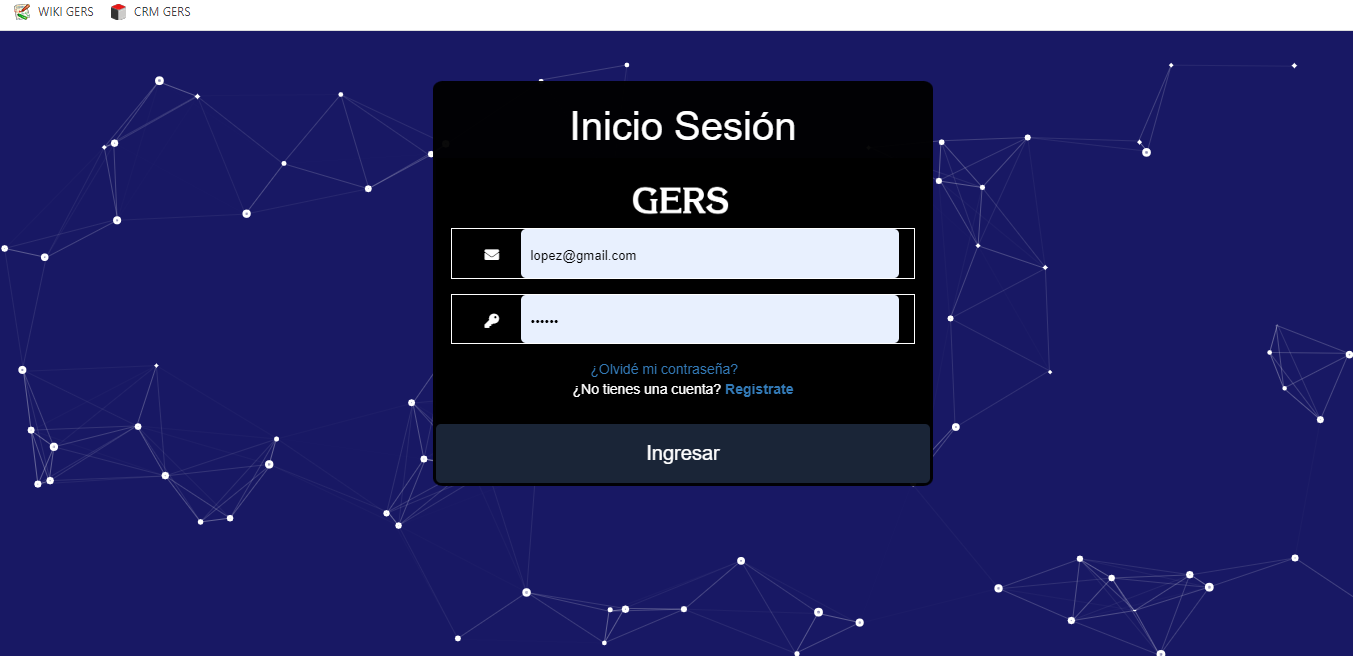 WIKI GERS CRM GERS
Inicio Sesión
GERS
lopez@gmail.com
••••••
¿Olvidé mi contraseña?
¿No tienes una cuenta? Registrate
Ingresar